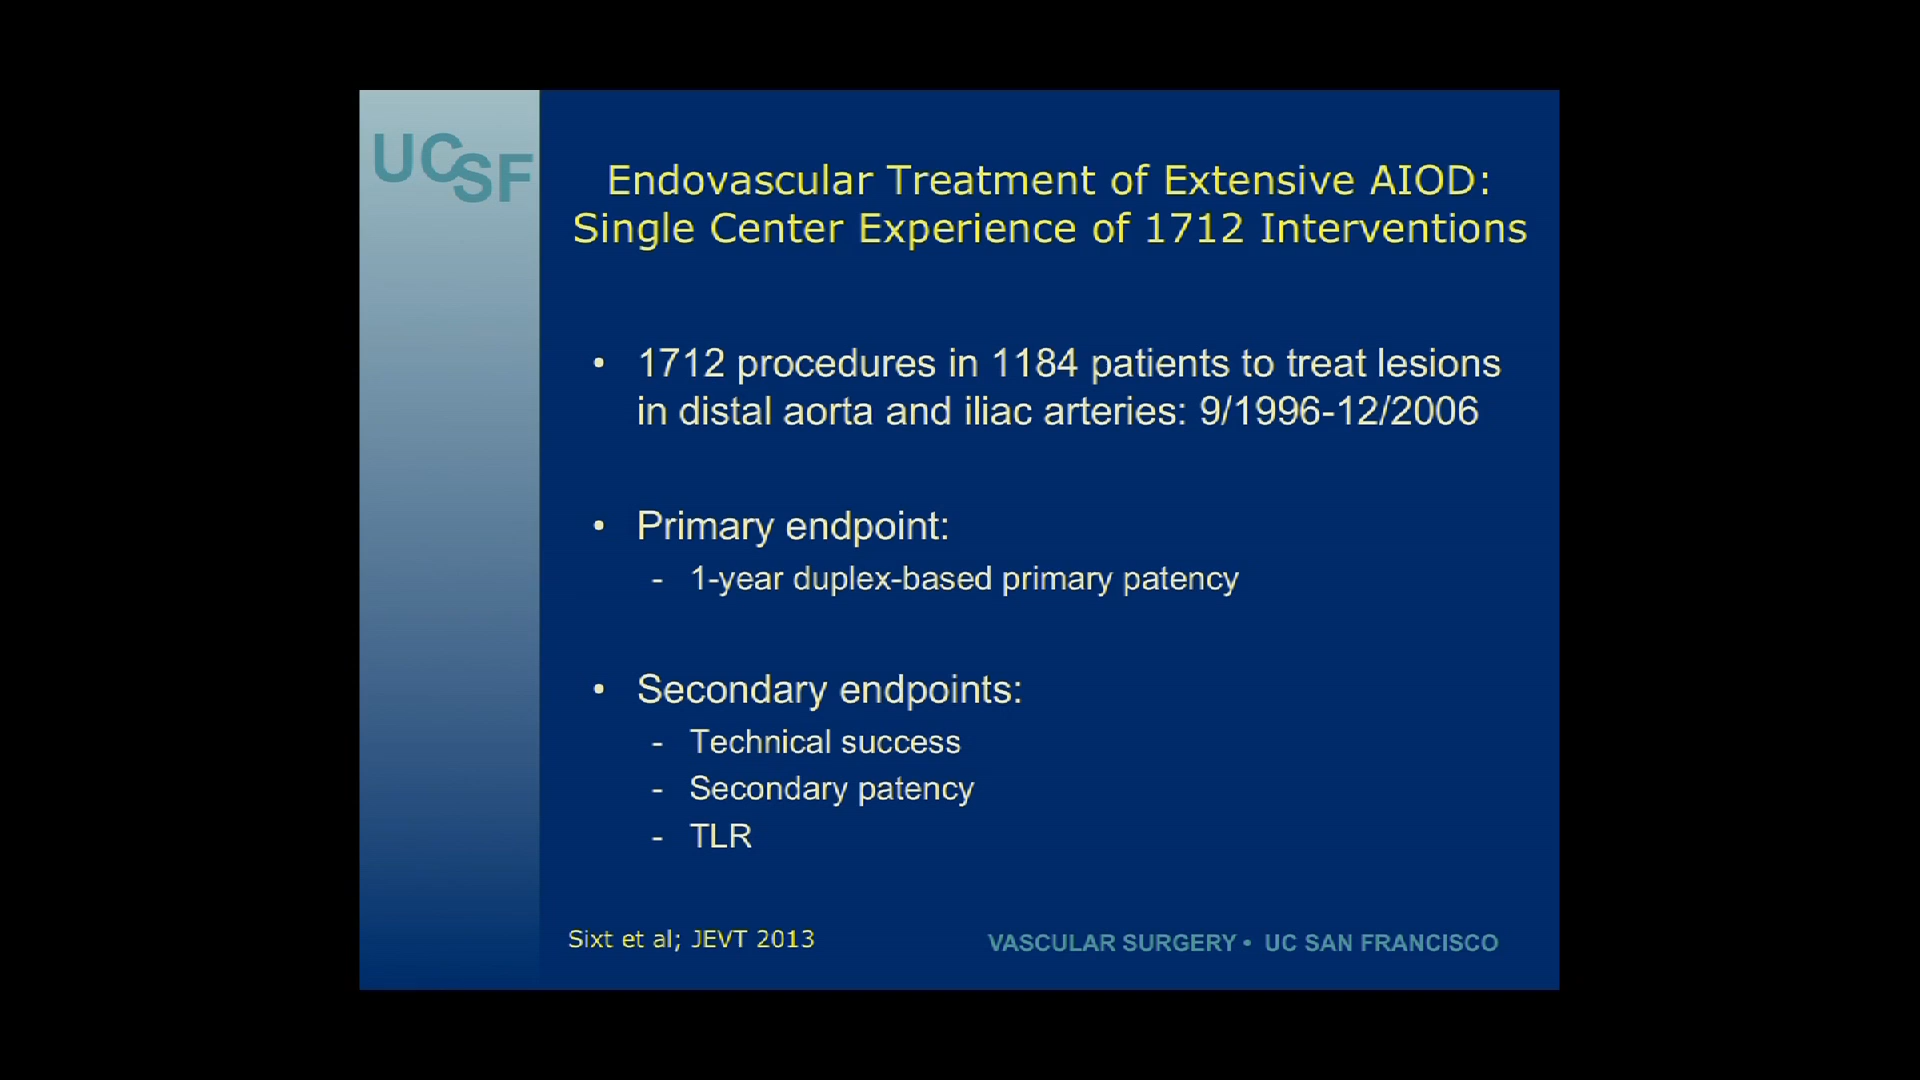 UCSF
Endovascular Treatment of Extensive AIOD:
Single Center Experience of 1712 Interventions
• 1712 procedures in 1184 patients to treat lesions
in distal aorta and iliac arteries: 9/1996-12/2006
• Primary endpoint:
- 1-year duplex-based primary patency
• Secondary endpoints:
- Technical success
- Secondary patency
- TLR
Sixt et al; JEVT 2013
VASCULAR SURGERY • UC SAN FRANCISCO